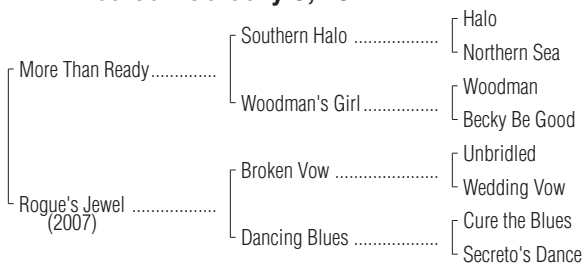 Halo
Southern Halo ...................
Northern Sea
More Than Ready..............
Woodman
Woodman's Girl .................
Becky Be Good
Unbridled
Broken Vow .......................
Wedding Vow
Rogue's Jewel ...................
(2007)
Cure the Blues
Dancing Blues ...................
Secreto's Dance